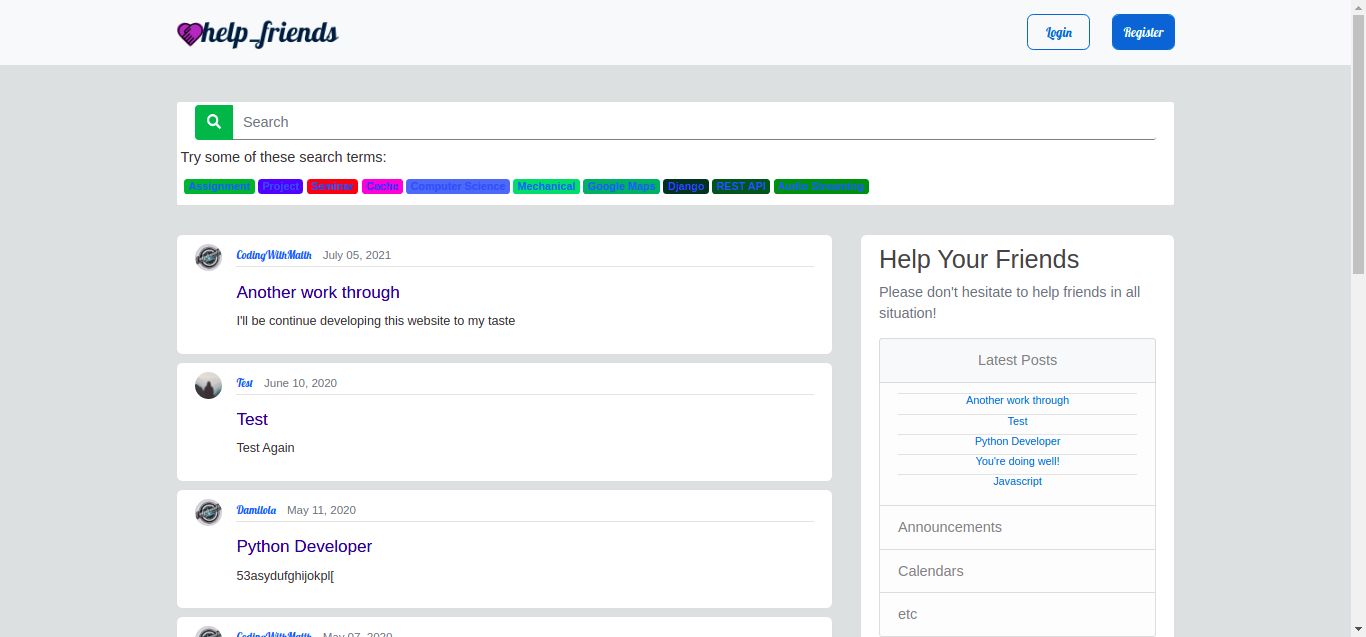 help_friends
Login
Register
Search
Try some of these search terms:
Assignment Project Seminar Cache Computer Science Mechanical Google Maps Django REST API Audio Streaming
CodingWithMatth July 05, 2021
Another work through
I'll be continue developing this website to my taste
Test June 10, 2020
Test
Test Again
Damilola May 11, 2020
Python Developer
53asydufghijokpl[
CodingWithMatth May 07, 2020
Help Your Friends
Please don't hesitate to help friends in all
situation!
Latest Posts
Another work through
Test
Python Developer
You're doing well!
Javascript
Announcements
Calendars
etc